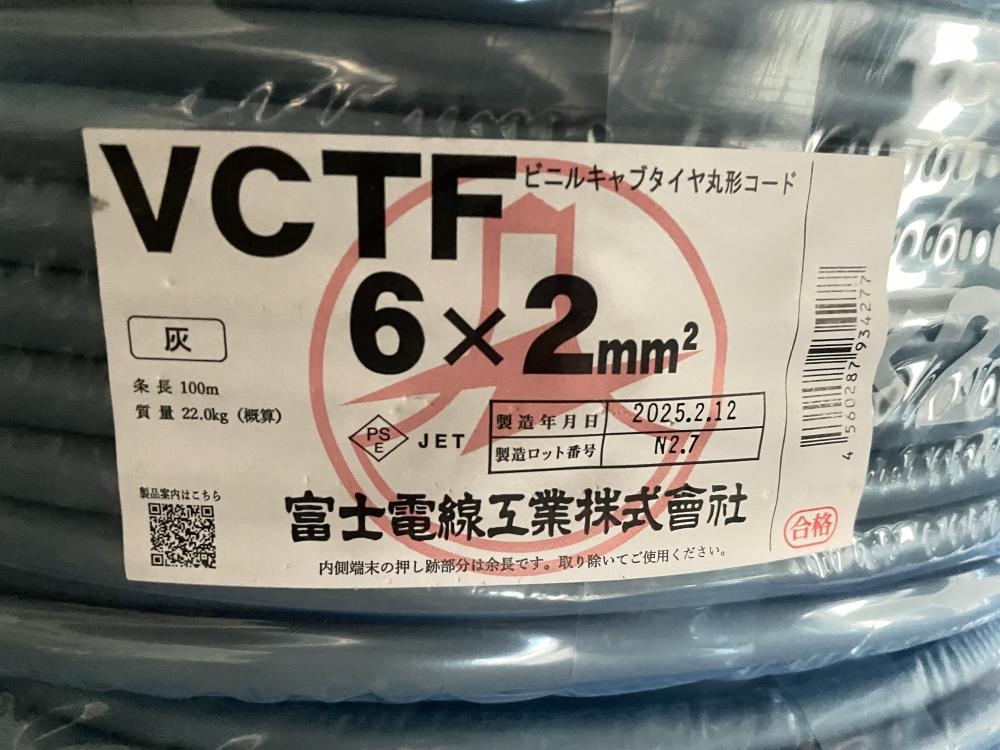 VCTF
ビニルキャブタイヤ丸形コード
6×2mm²
灰
条長 100m
質量 22.0kg（概算）
PS
E
JET
製造年月日 2025.2.12
製造ロット番号 N2.7
製品案内はこちら
富士電線工業株式會社
内側端末の押し跡部分は余長です。取り除いてご使用ください。
4 560287 934277
合格